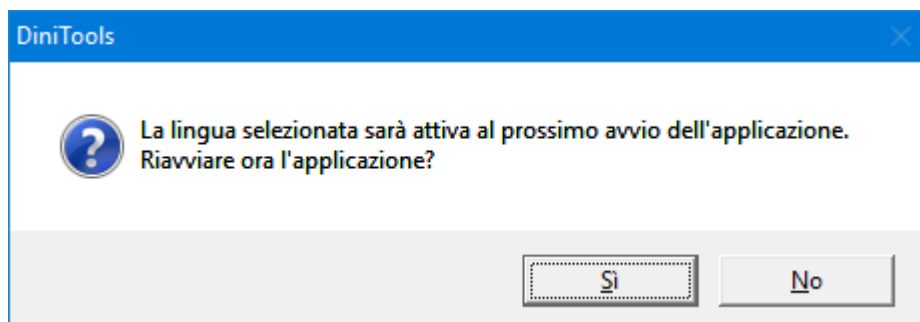 DiniTools
La lingua selezionata sarà attiva al prossimo avvio dell'applicazione.
Riavviare ora l'applicazione?
Sì
No